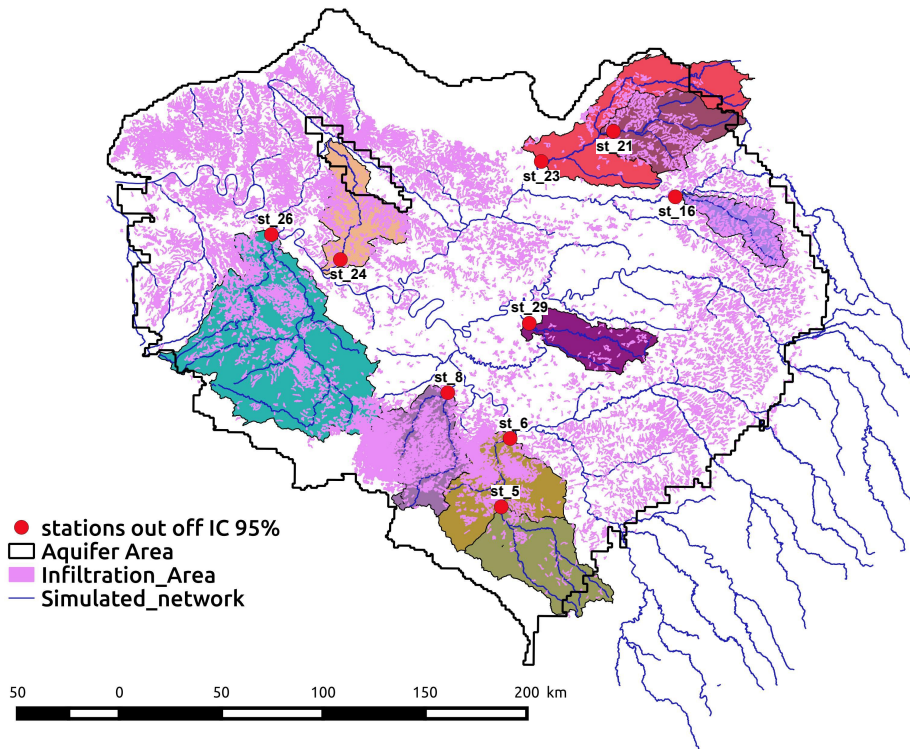 st_21
st_23
st_16
st_26
st_24
st_29
st_8
st_6
st_5
stations out off IC 95%
Aquifer Area
Infiltration_Area
Simulated_network
50 0 50 100 150 200 km